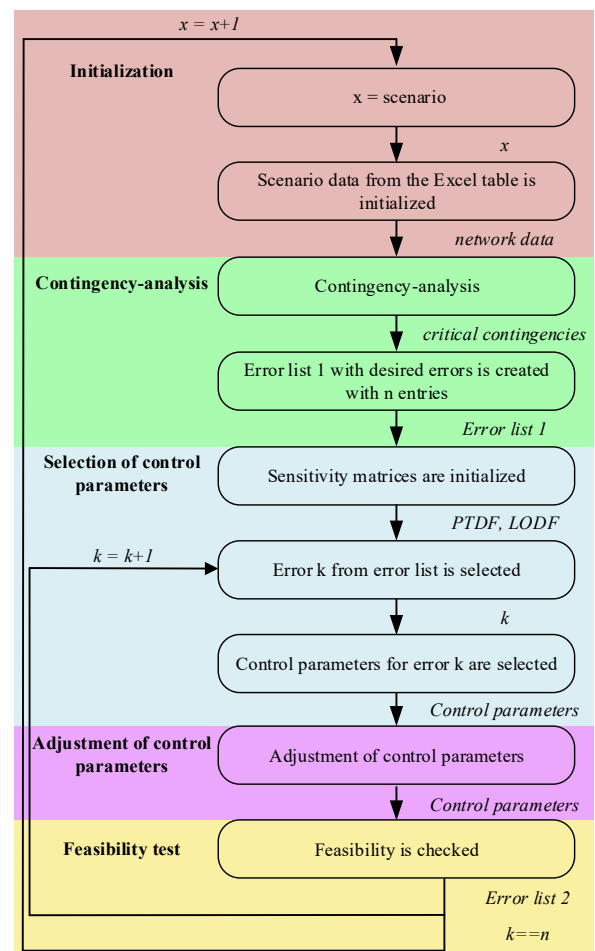 x = x+1
Initialization
x = scenario
x
Scenario data from the Excel table is
initialized
network data
Contingency-analysis
Contingency-analysis
critical contingencies
Error list 1 with desired errors is created
with n entries
Error list 1
Selection of control
parameters
Sensitivity matrices are initialized
PTDF, LODF
k = k+1
Error k from error list is selected
k
Control parameters for error k are selected
Control parameters
Adjustment of control
parameters
Adjustment of control parameters
Control parameters
Feasibility test
Feasibility is checked
Error list 2
k==n